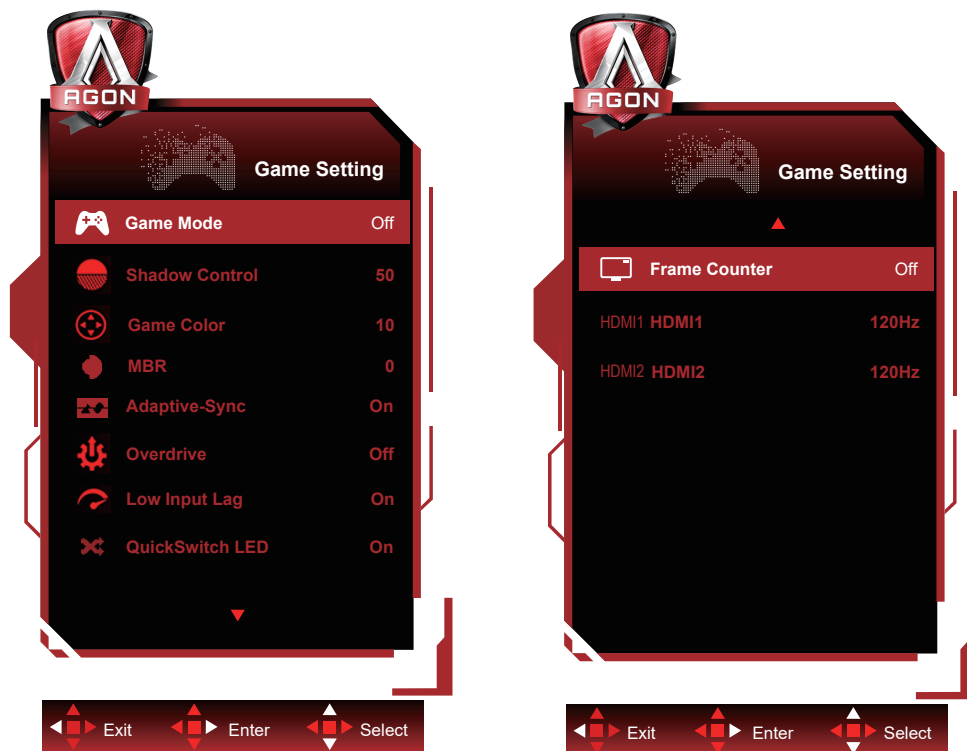 AGON
Game Setting
Game Mode Off
Shadow Control 50
Game Color 10
MBR 0
Adaptive-Sync On
Overdrive Off
Low Input Lag On
QuickSwitch LED On
Exit Enter Select
AGON
Game Setting
Frame Counter Off
HDMI1 HDMI1 120Hz
HDMI2 HDMI2 120Hz
Exit Enter Select